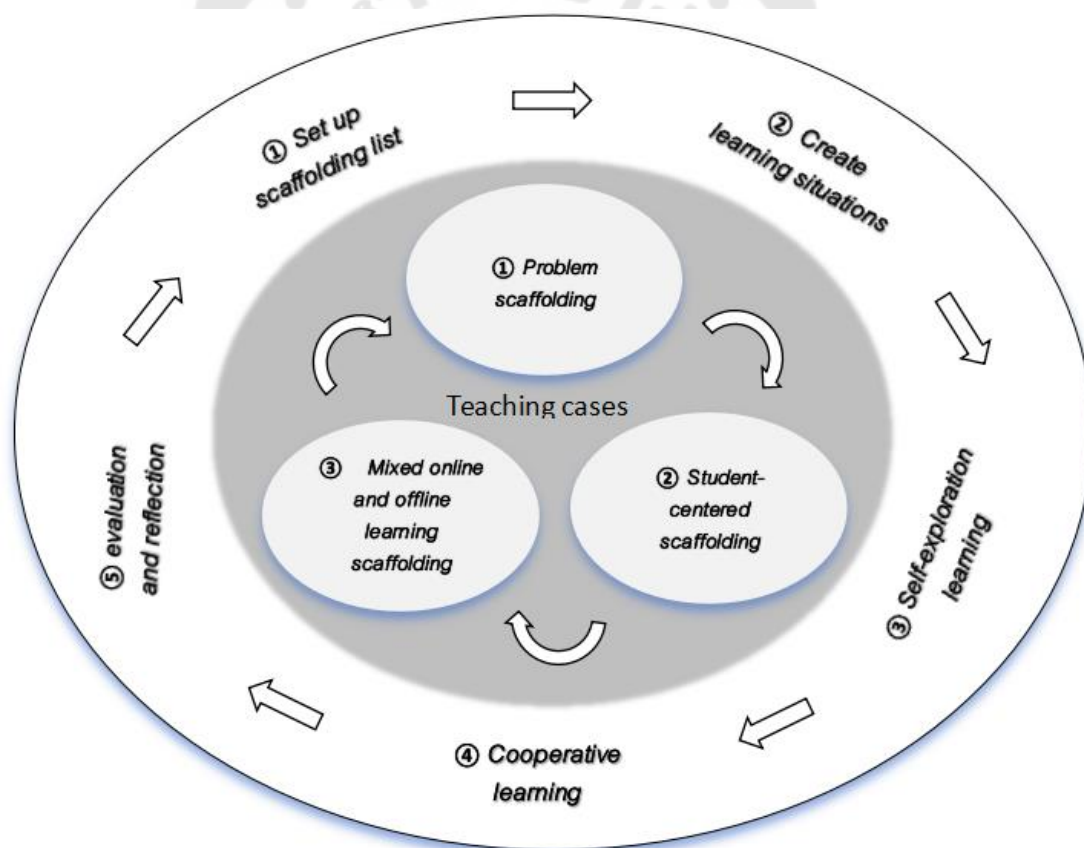 ① Set up
scaffolding list
② Create
learning situations
① Problem
scaffolding
Teaching cases
③ Mixed online
and offline
learning
scaffolding
② Student-
centered
scaffolding
③ Self-exploration
learning
④ Cooperative
learning
⑤ evaluation
and reflection